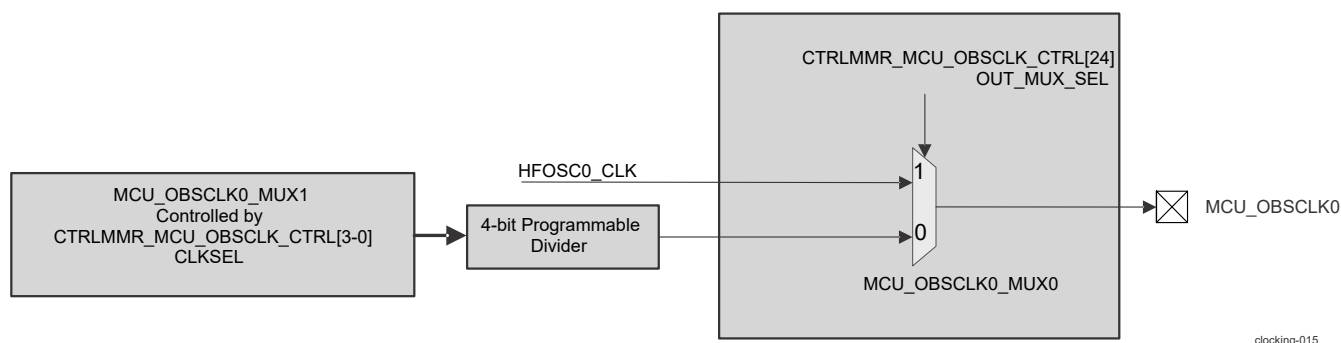 CTRLMMR_MCU_OBSCLK_CTRL[24]
OUT_MUX_SEL
HFOSC0_CLK
1
MCU_OBSCLK0_MUX1
Controlled by
CTRLMMR_MCU_OBSCLK_CTRL[3-0]
CLKSEL
4-bit Programmable
Divider
0
MCU_OBSCLK0
MCU_OBSCLK0_MUX0
clocking-015